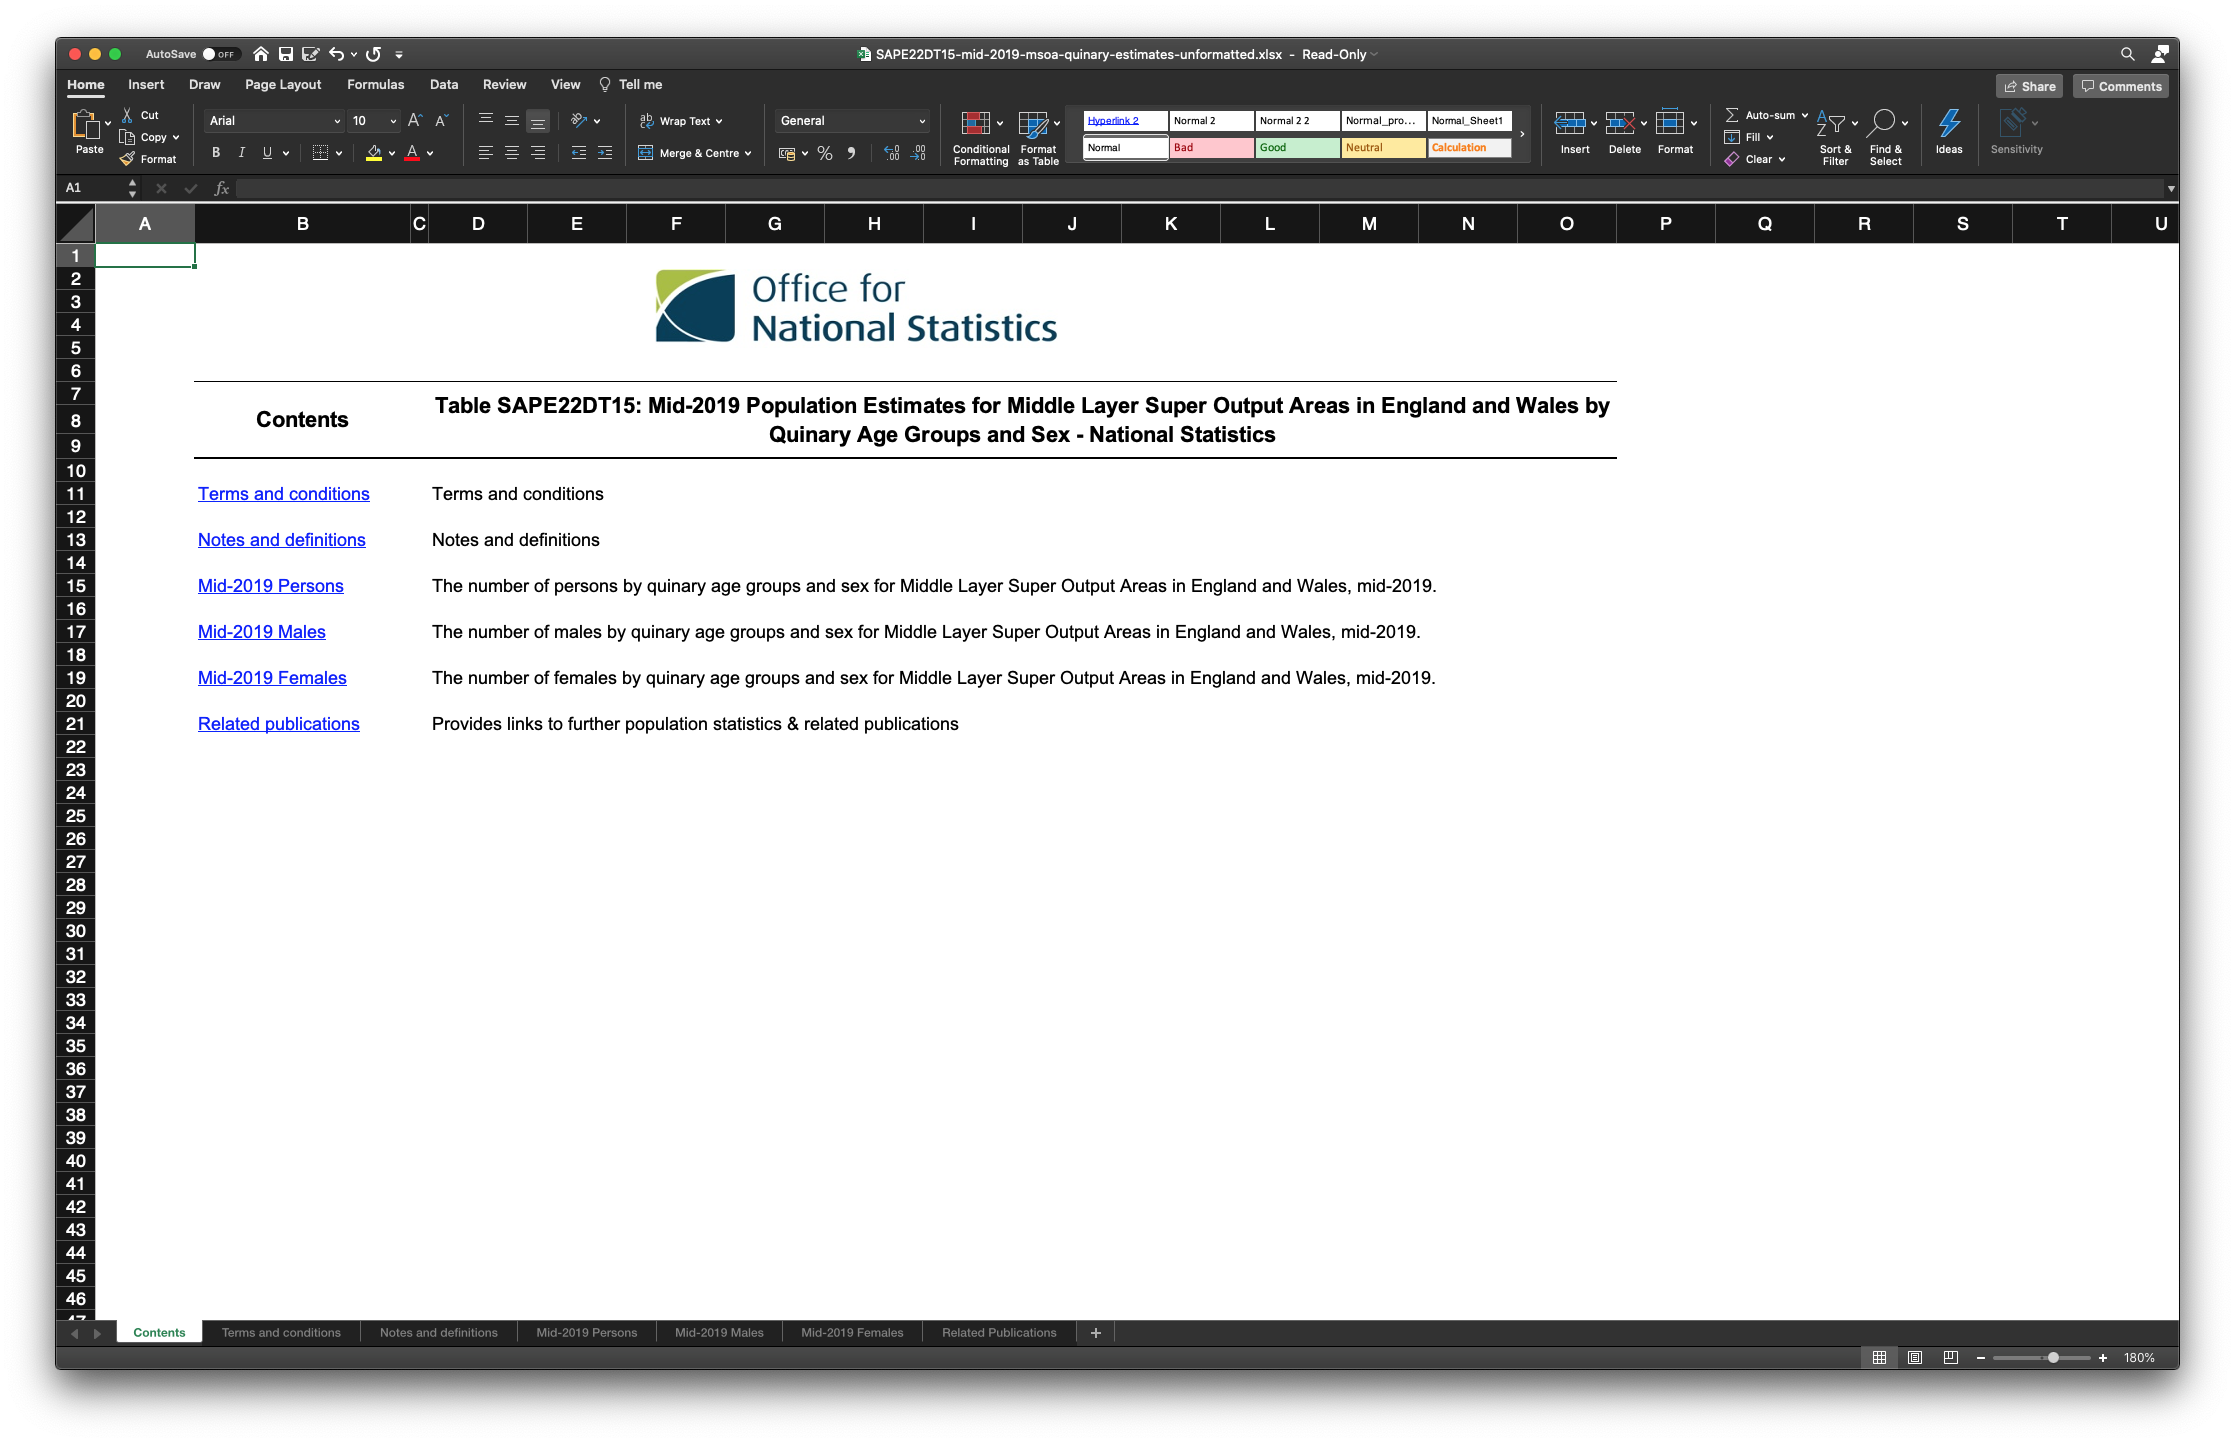 AutoSave OFF
SAPE22DT15-mid-2019-msoa-quinary-estimates-unformatted.xlsx - Read-Only
Home Insert Draw Page Layout Formulas Data Review View Tell me
Share Comments
Paste Cut Copy Format
Arial 10
B I U A
Wrap Text
Merge & Centre
General
%
Conditional Formatting
Format as Table
Hyperlink 2 Normal 2 Normal 2 2 Normal_pro... Normal_Sheet1
Normal Bad Good Neutral Calculation
Insert Delete Format
Auto-sum
Fill
Clear
Sort & Filter
Find & Select
Ideas
Sensitivity
A1 fx
A B C D E F G H I J K L M N O P Q R S T U
1
2
3
4
5
6
7
8
9
10
11
12
13
14
15
16
17
18
19
20
21
22
23
24
25
26
27
28
29
30
31
32
33
34
35
36
37
38
39
40
41
42
43
44
45
46
47
Office for
National Statistics
Contents
Table SAPE22DT15: Mid-2019 Population Estimates for Middle Layer Super Output Areas in England and Wales by
Quinary Age Groups and Sex - National Statistics
Terms and conditions Terms and conditions
Notes and definitions Notes and definitions
Mid-2019 Persons The number of persons by quinary age groups and sex for Middle Layer Super Output Areas in England and Wales, mid-2019.
Mid-2019 Males The number of males by quinary age groups and sex for Middle Layer Super Output Areas in England and Wales, mid-2019.
Mid-2019 Females The number of females by quinary age groups and sex for Middle Layer Super Output Areas in England and Wales, mid-2019.
Related publications Provides links to further population statistics & related publications
Contents Terms and conditions Notes and definitions Mid-2019 Persons Mid-2019 Males Mid-2019 Females Related Publications +
180%